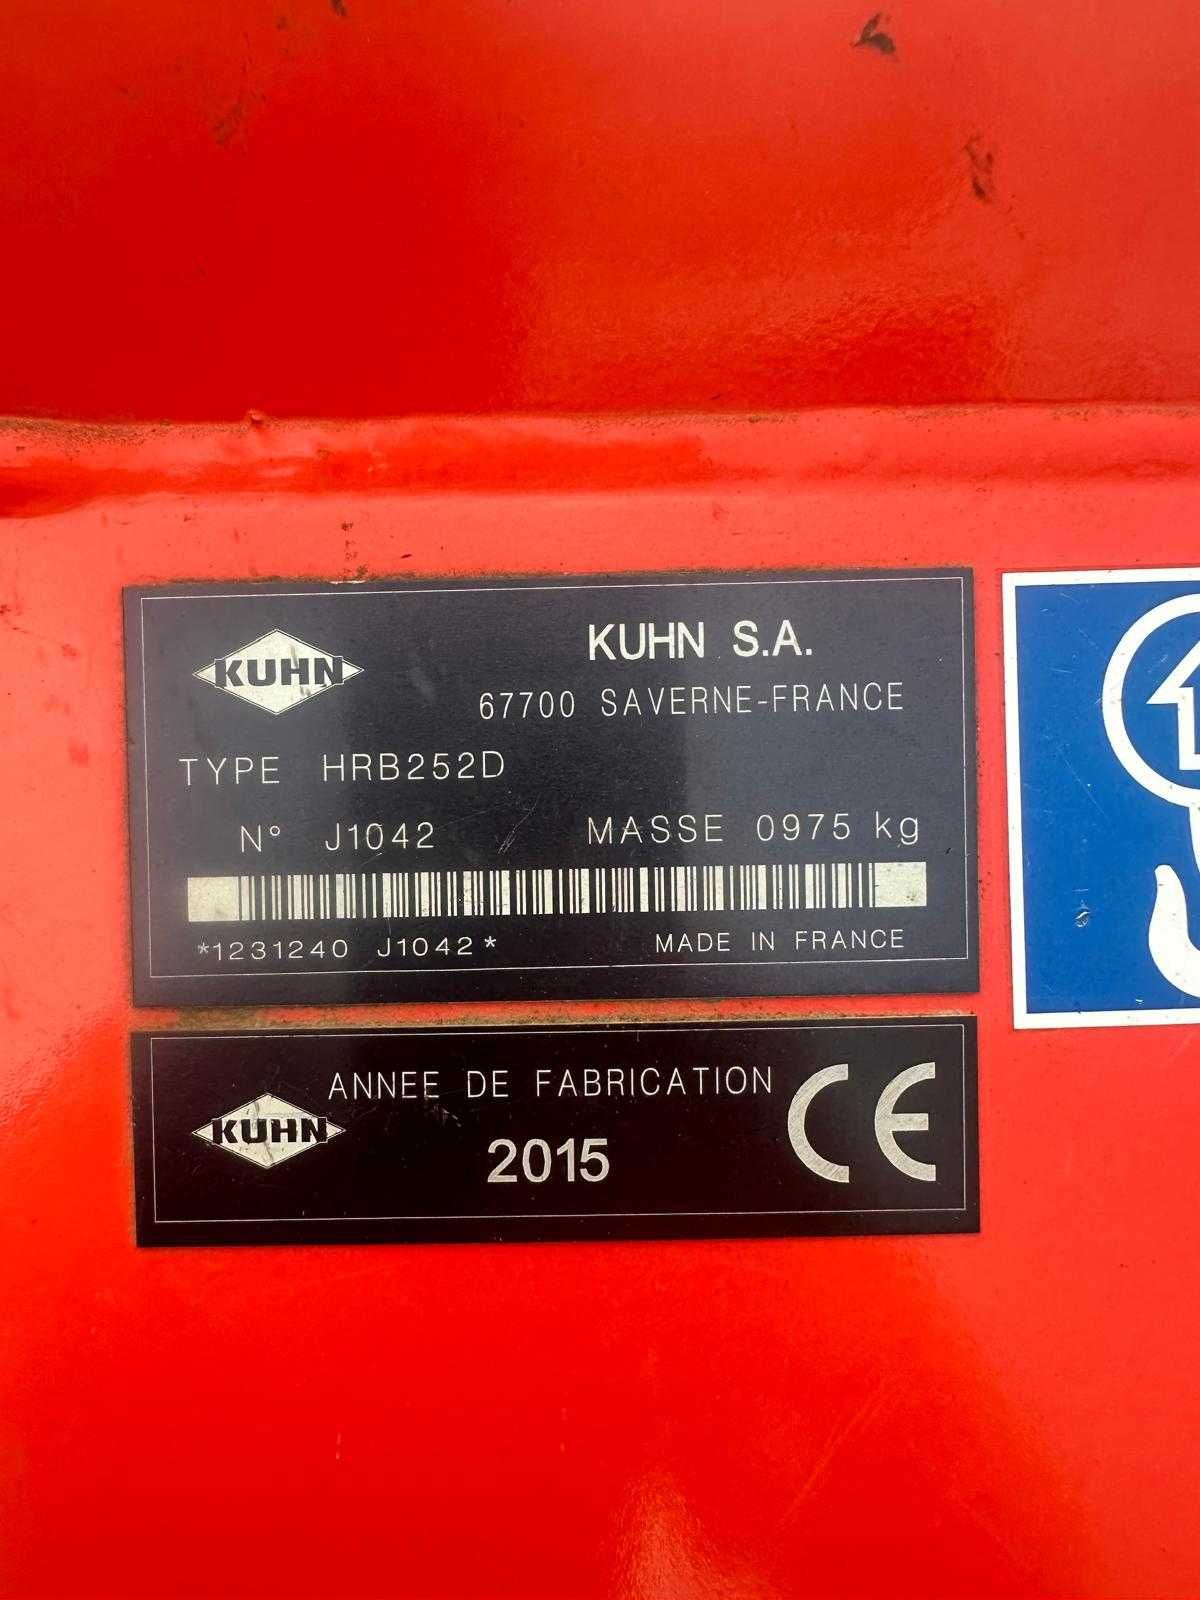 KUHN
KUHN S.A.
67700 SAVERNE-FRANCE
TYPE HRB252D
N° J1042 MASSE 0975 kg
*1231240 J1042* MADE IN FRANCE
KUHN
ANNEE DE FABRICATION
2015
CE